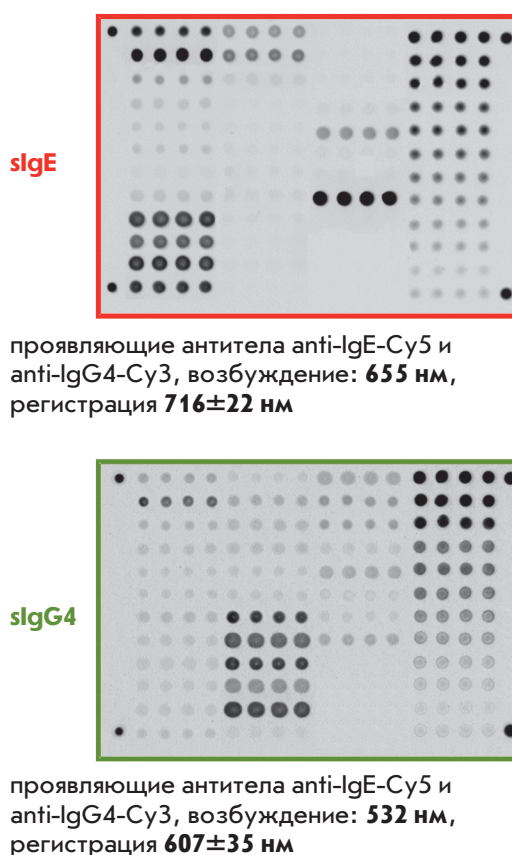 sIgE
проявляющие антитела anti-IgE-Cy5 и
anti-IgG4-Cy3, возбуждение: 655 нм,
регистрация 716±22 нм
sIgG4
проявляющие антитела anti-IgE-Cy5 и
anti-IgG4-Cy3, возбуждение: 532 нм,
регистрация 607±35 нм